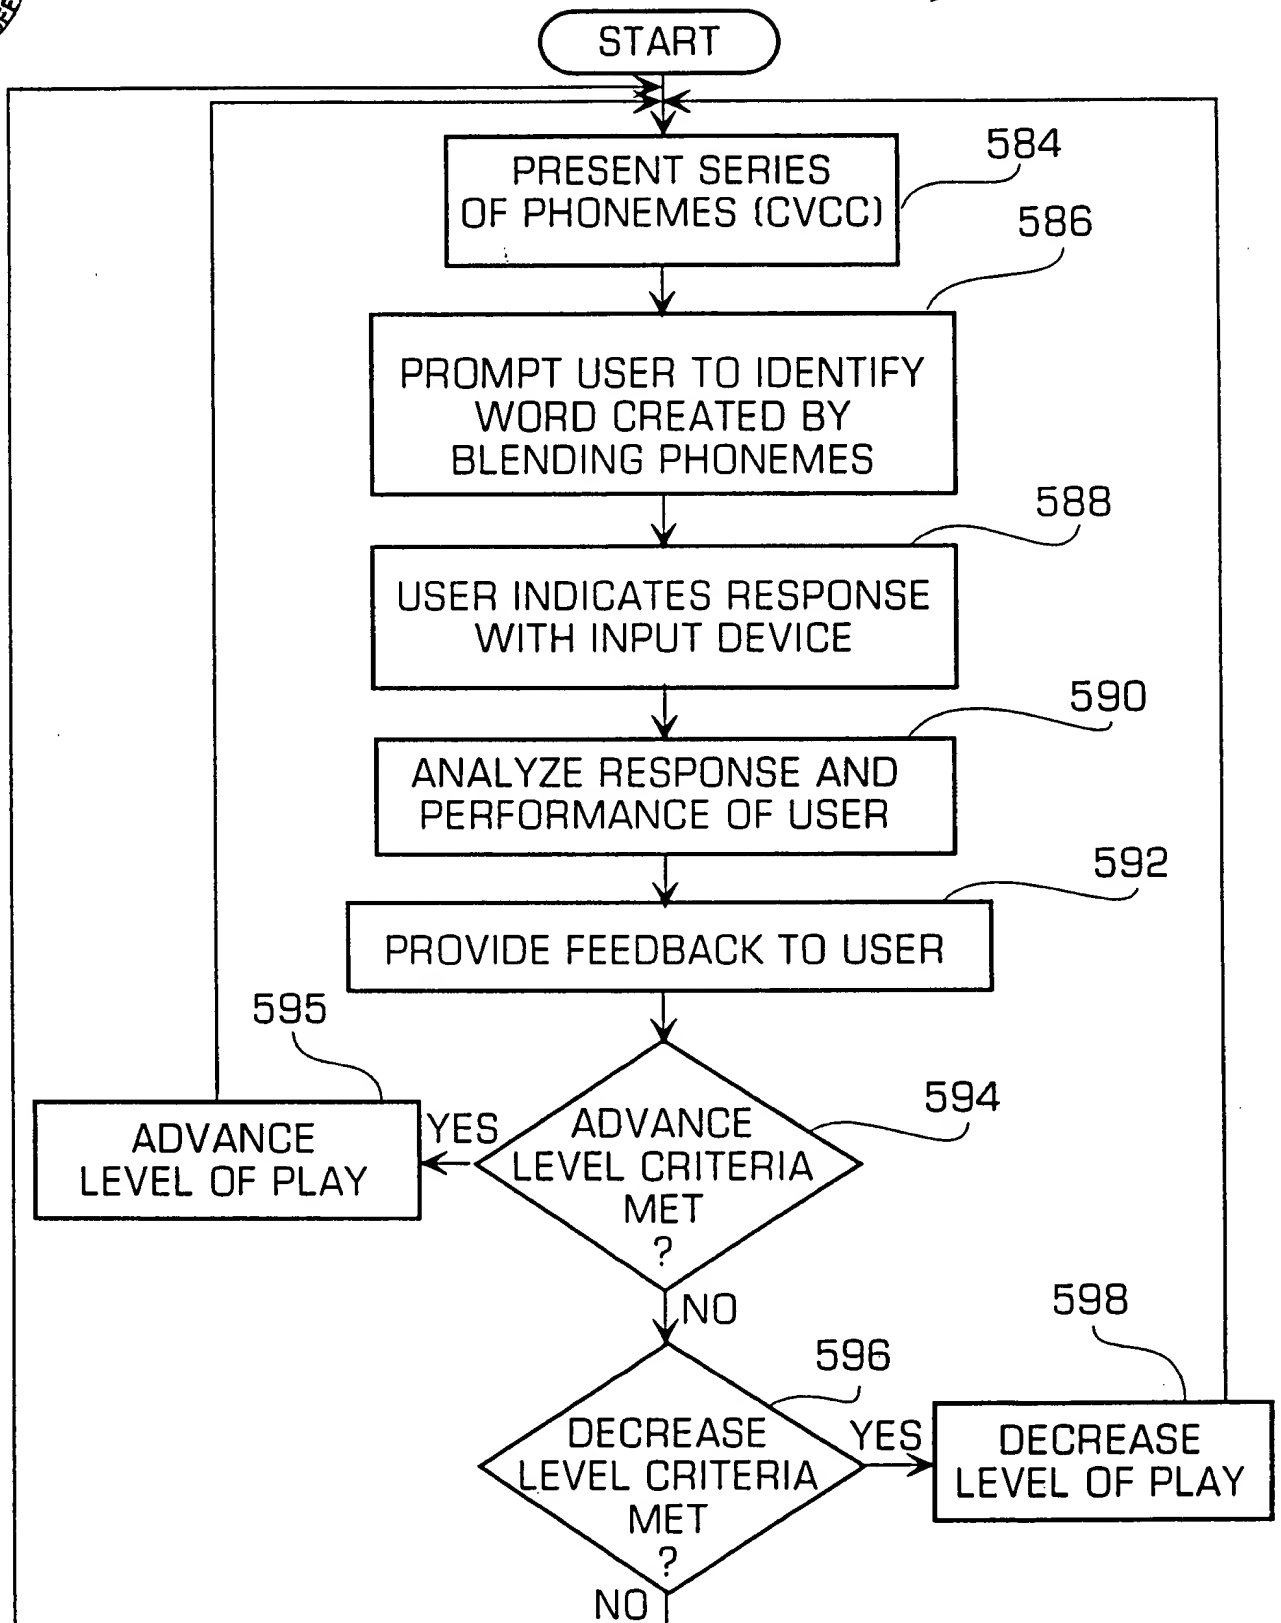 START
584
PRESENT SERIES
OF PHONEMES (CVCC)
586
PROMPT USER TO IDENTIFY
WORD CREATED BY
BLENDING PHONEMES
588
USER INDICATES RESPONSE
WITH INPUT DEVICE
590
ANALYZE RESPONSE AND
PERFORMANCE OF USER
592
PROVIDE FEEDBACK TO USER
595
594
ADVANCE
LEVEL OF PLAY
YES
ADVANCE
LEVEL CRITERIA
MET
?
NO
598
596
DECREASE
LEVEL CRITERIA
MET
?
YES
DECREASE
LEVEL OF PLAY
NO